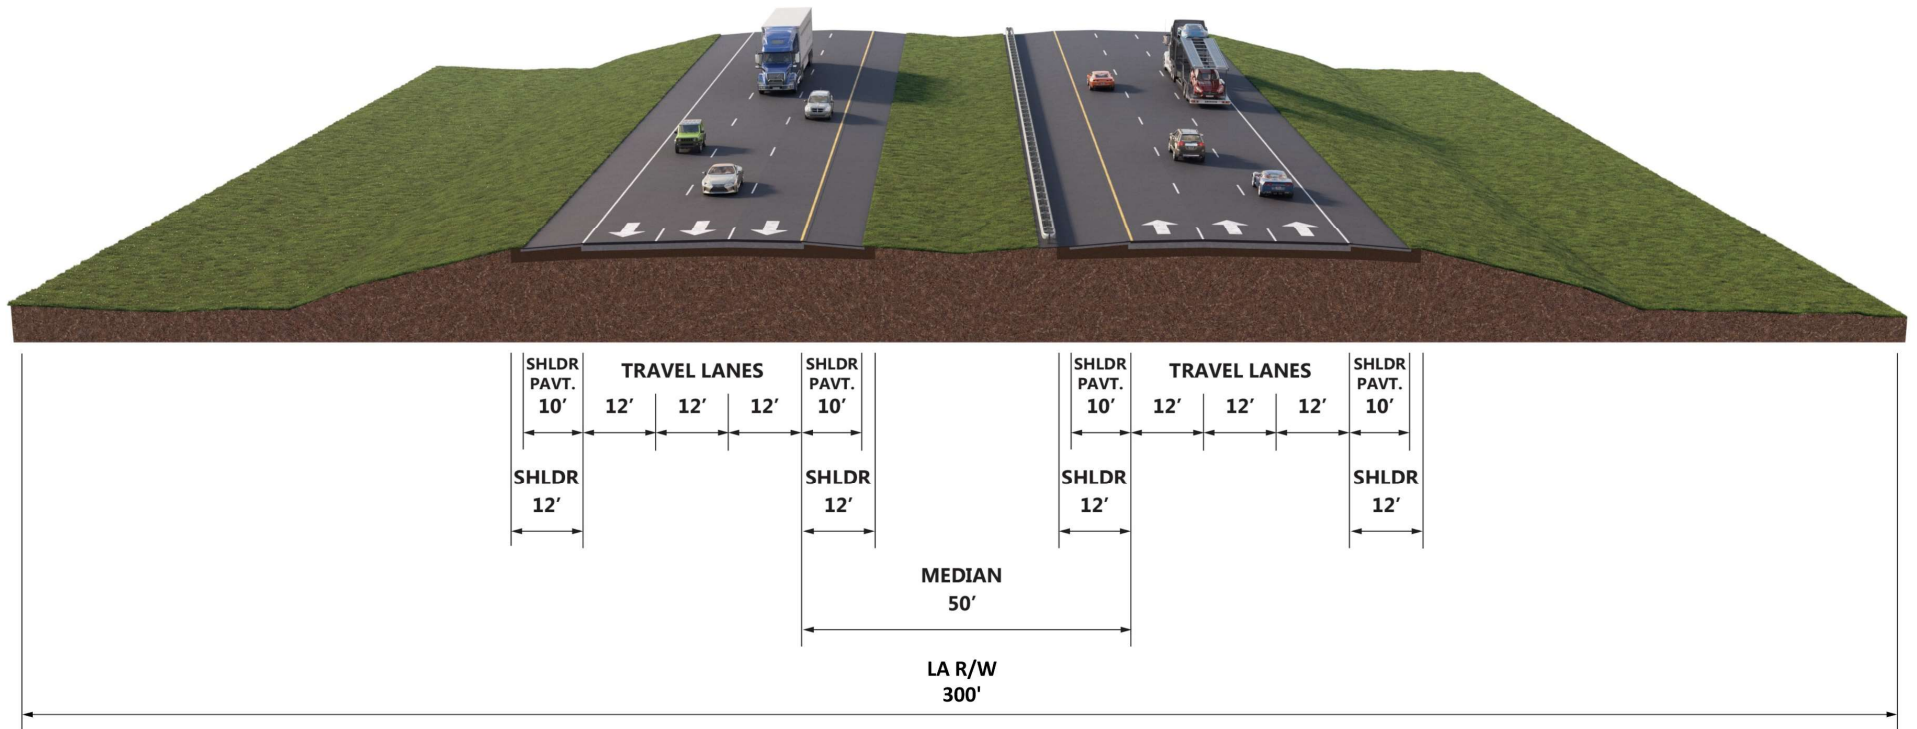 SHLDR
PAVT.
10’
TRAVEL LANES
12’ 12’ 12’
SHLDR
PAVT.
10’
SHLDR
PAVT.
10’
TRAVEL LANES
12’ 12’ 12’
SHLDR
PAVT.
10’
SHLDR
12’
SHLDR
12’
SHLDR
12’
SHLDR
12’
MEDIAN
50’
LA R/W
300'